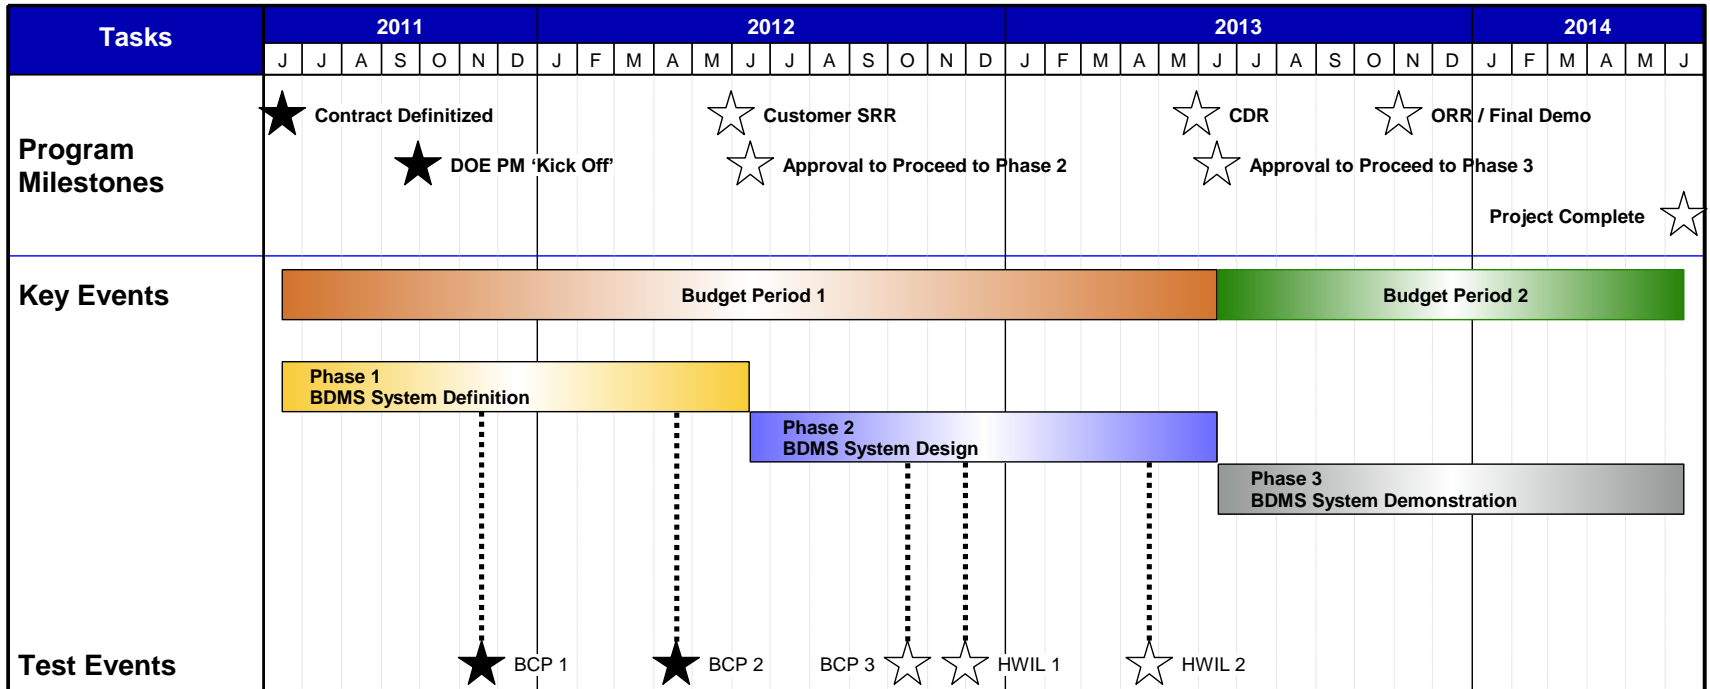 Tasks
2011 2012 2013 2014
J J A S O N D J F M A M J J A S O N D J F M A M J J A S O N D J F M A M J
Contract Definitized Customer SRR CDR ORR / Final Demo
Program
Milestones
DOE PM ‘Kick Off’ Approval to Proceed to Phase 2 Approval to Proceed to Phase 3
Project Complete
Key Events Budget Period 1 Budget Period 2
Phase 1
BDMS System Definition
Phase 2
BDMS System Design
Phase 3
BDMS System Demonstration
Test Events BCP 1 BCP 2 BCP 3 HWIL 1 HWIL 2